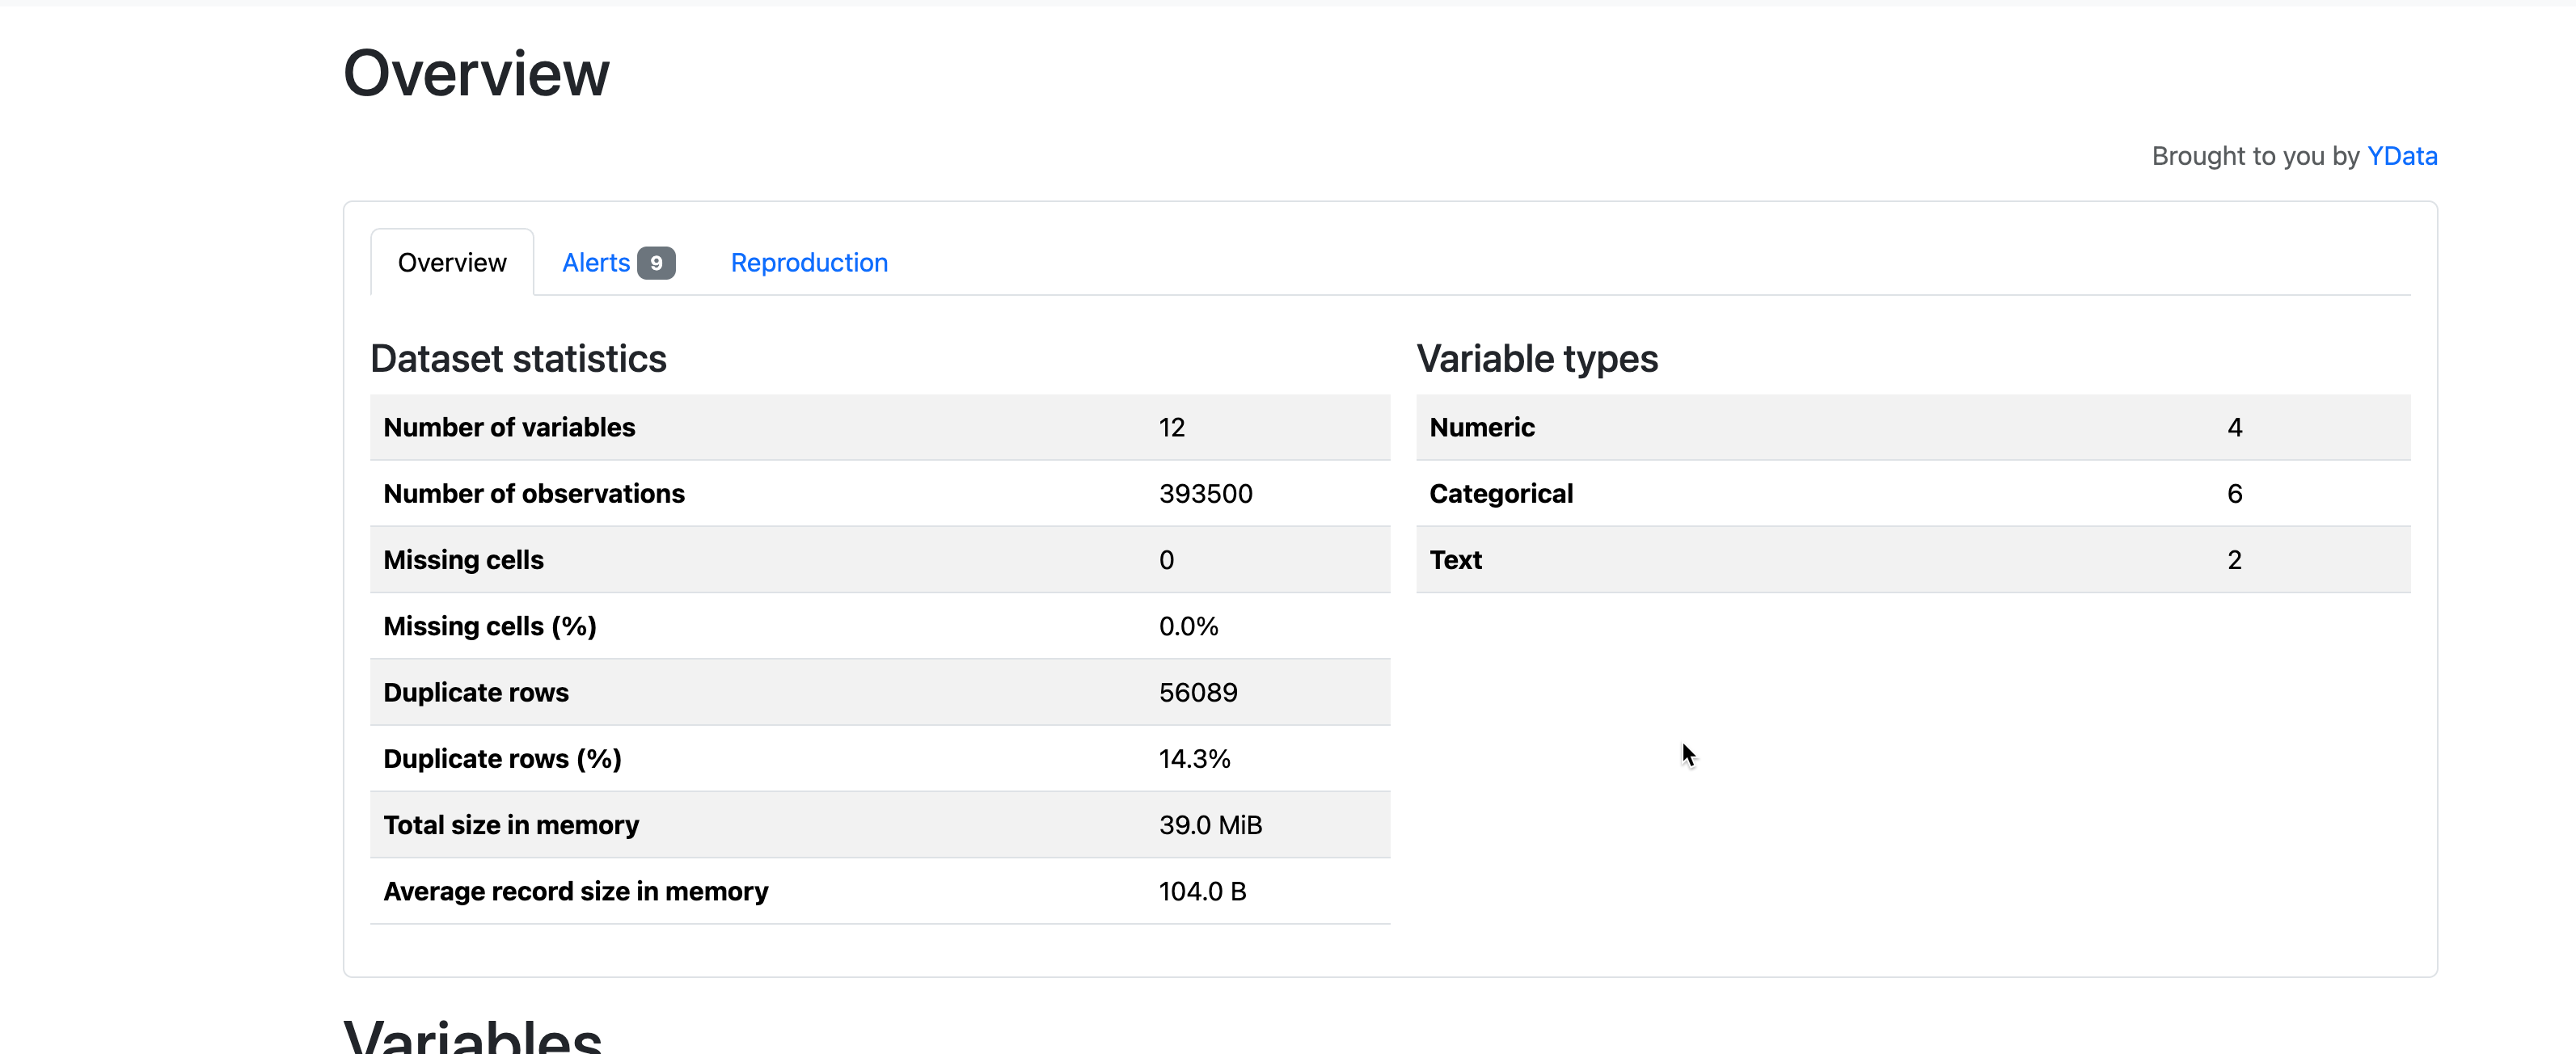 Overview
Brought to you by YData
Overview Alerts 9 Reproduction
Dataset statistics
Number of variables 12
Number of observations 393500
Missing cells 0
Missing cells (%) 0.0%
Duplicate rows 56089
Duplicate rows (%) 14.3%
Total size in memory 39.0 MiB
Average record size in memory 104.0 B
Variable types
Numeric 4
Categorical 6
Text 2
Variables